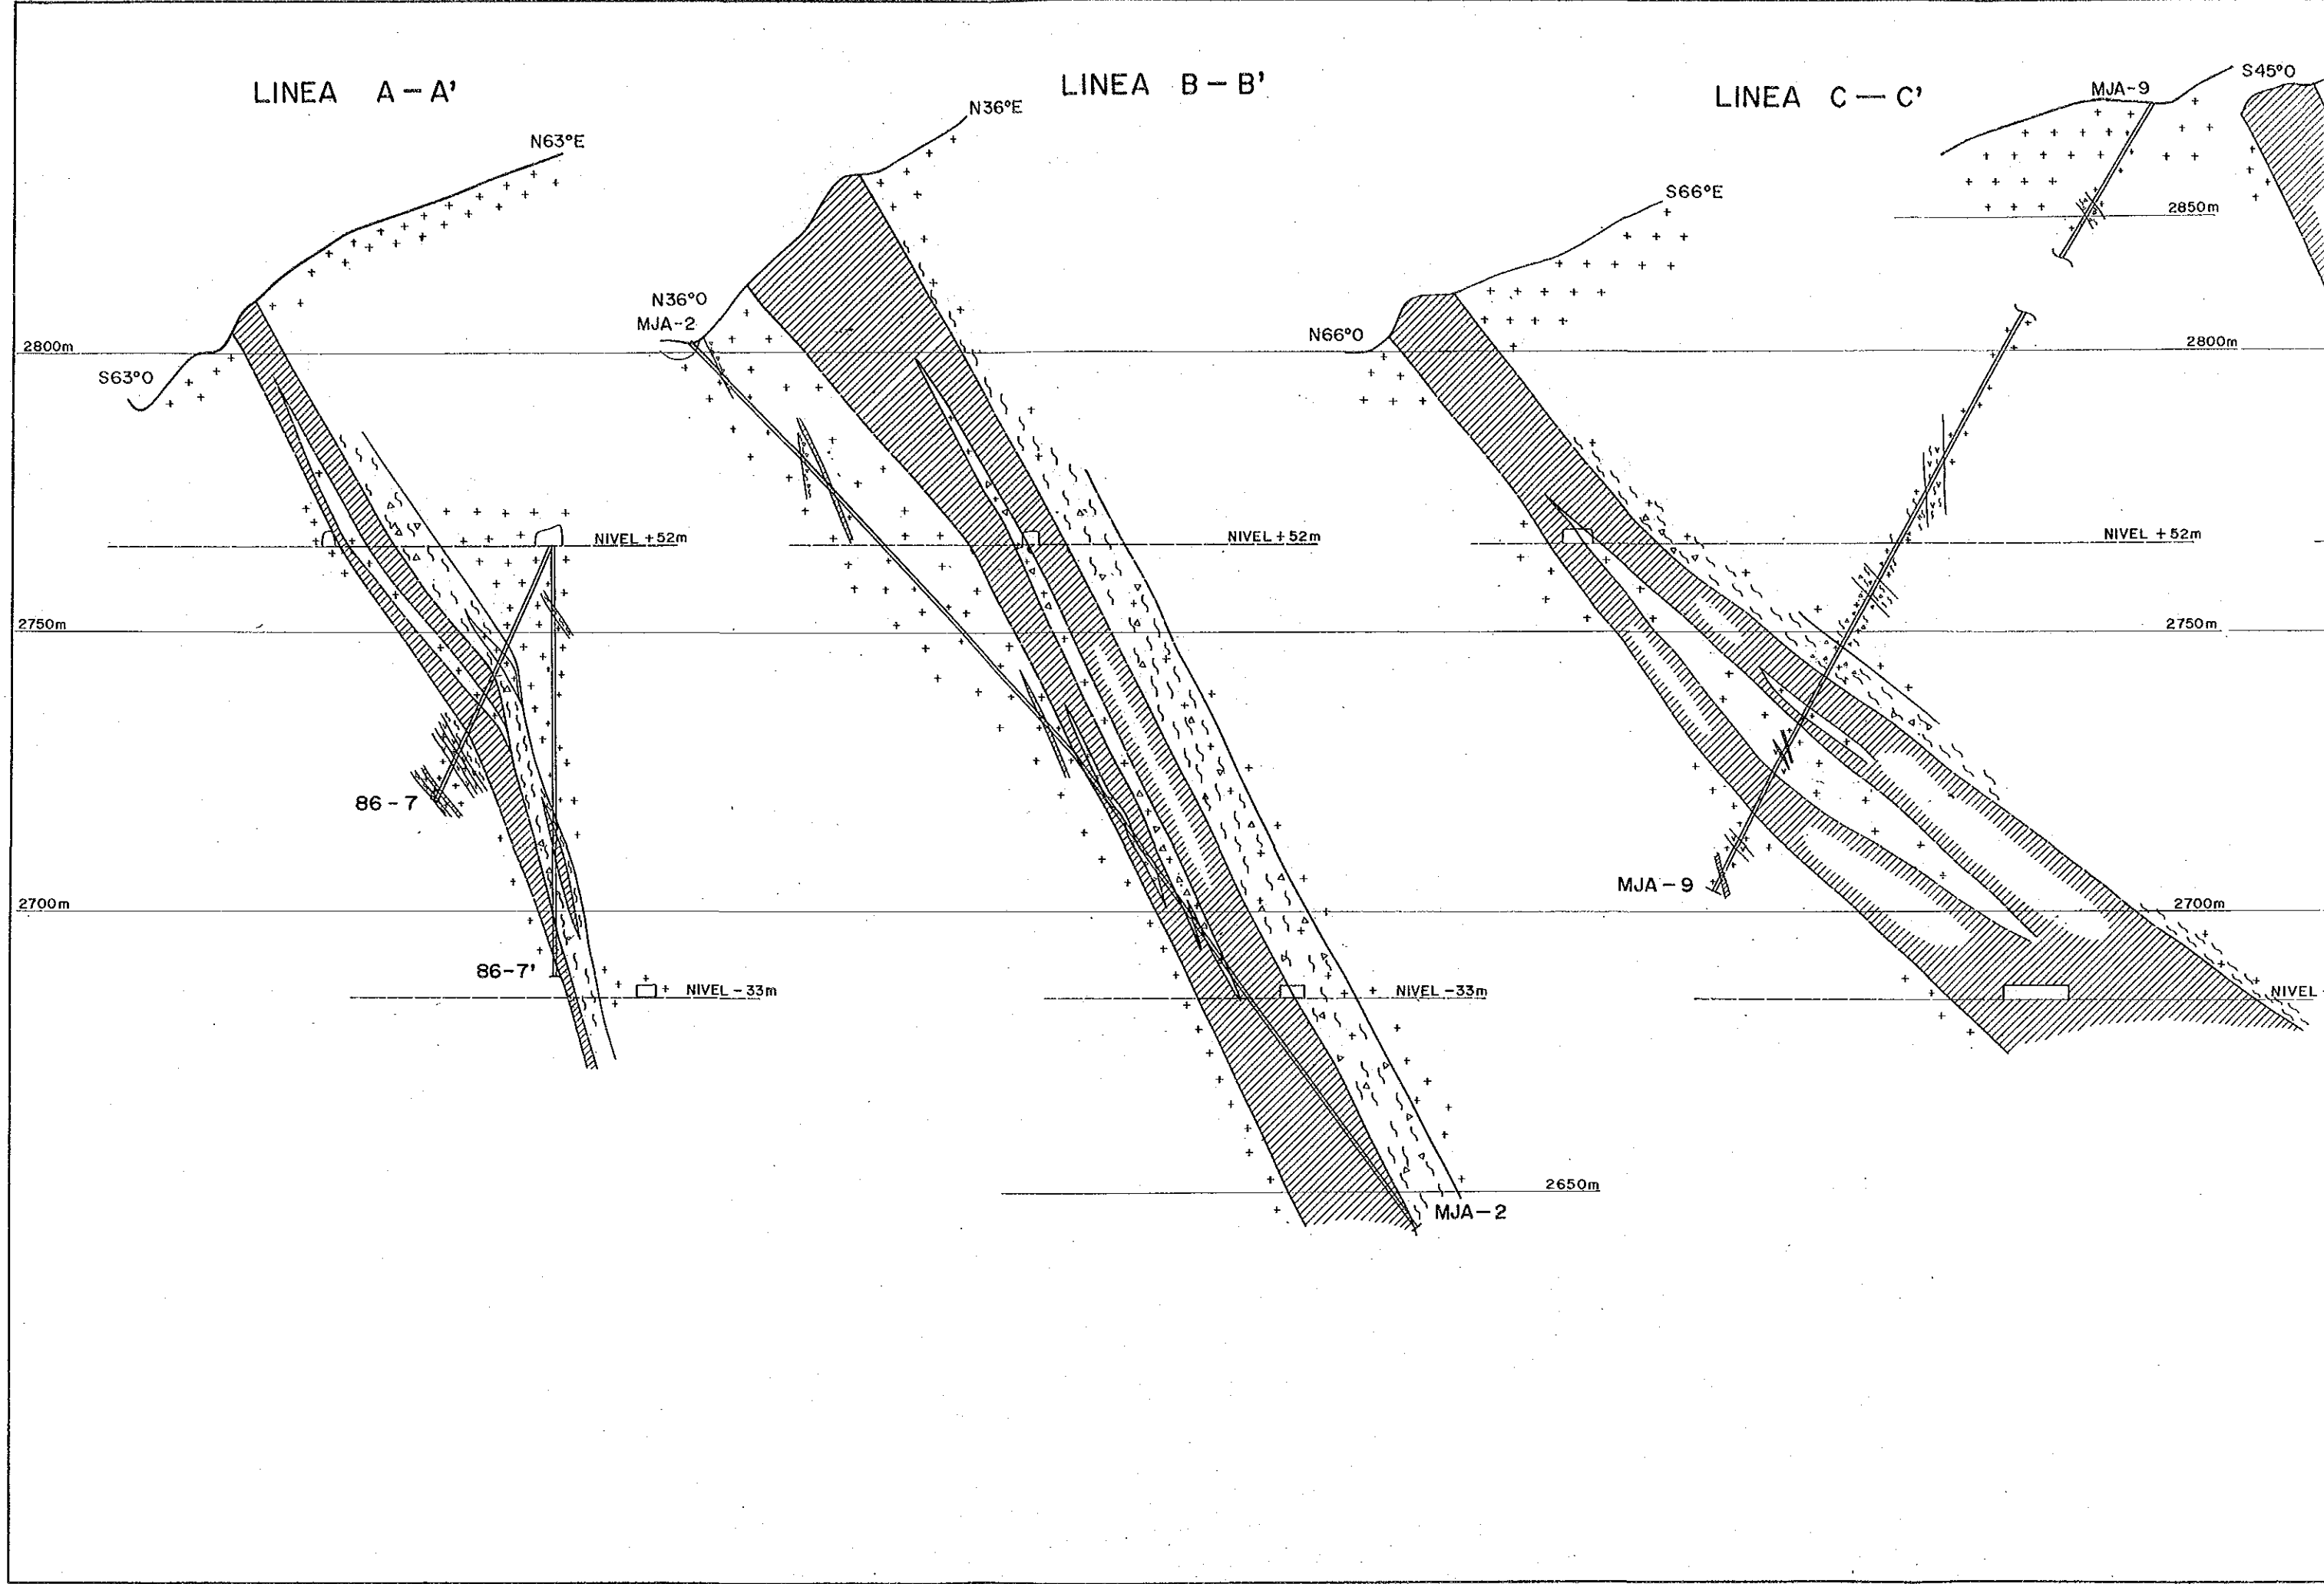 LINEA A-A'
LINEA B-B'
LINEA C-C'
MJA-9
S45°O
N36°E
N63°E
S66°E
2850m
N36°O
MJA-2
N66°O
2800m
2800m
S63°O
NIVEL +52m
NIVEL +52m
NIVEL +52m
2750m
2750m
86-7
MJA-9
2700m
2700m
86-7'
NIVEL -33m
NIVEL -33m
NIVEL -
2650m
MJA-2